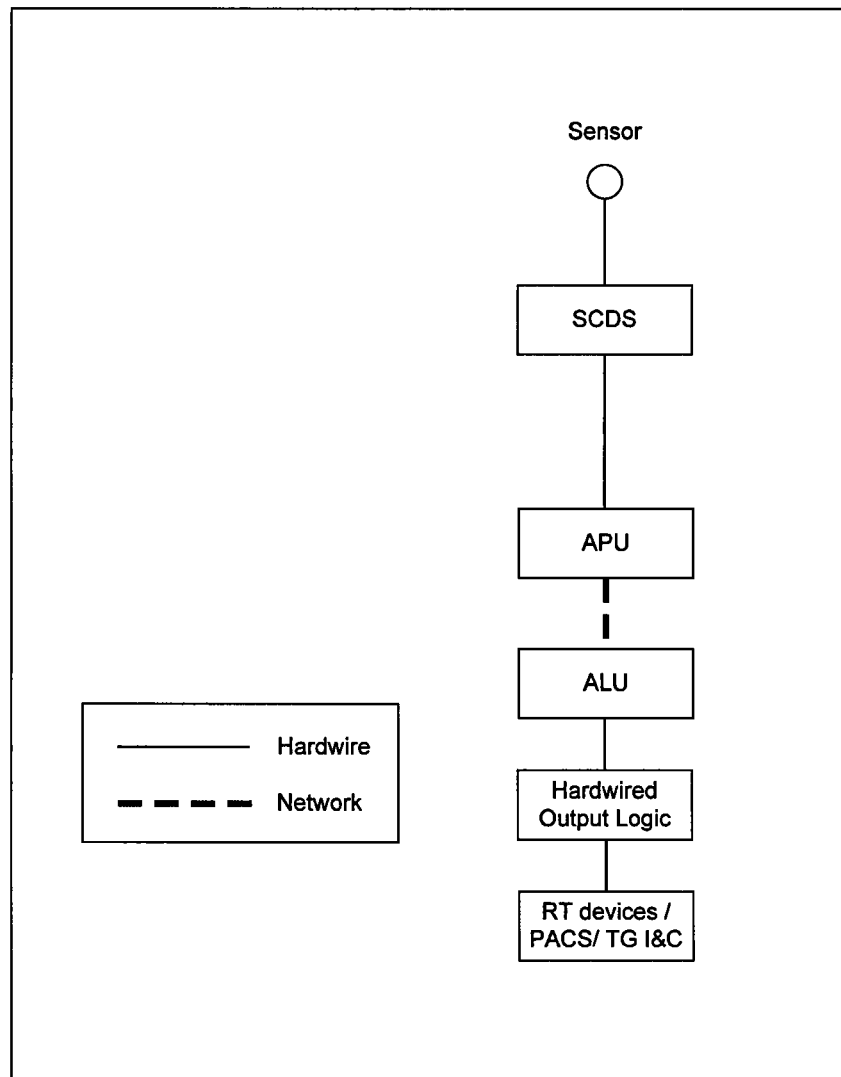 Sensor
SCDS
APU
ALU
Hardwired
Output Logic
RT devices /
PACS/ TG I&C
Hardwire
Network